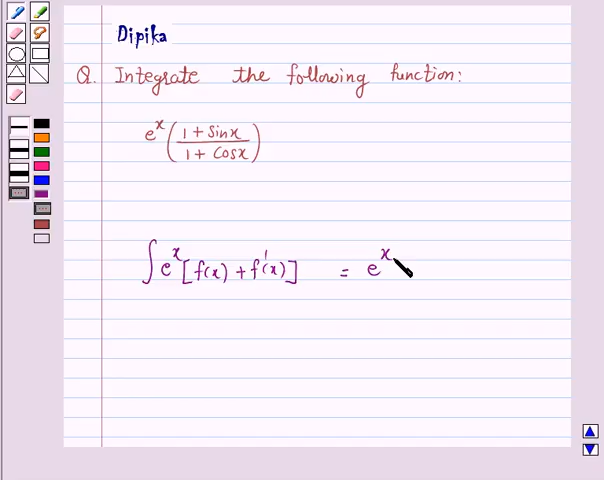 Dipika
Q. Integrate the following function:
e^x (1 + Sinx / 1 + Cosx)
∫ e^x [f(x) + f'(x)] = e^x